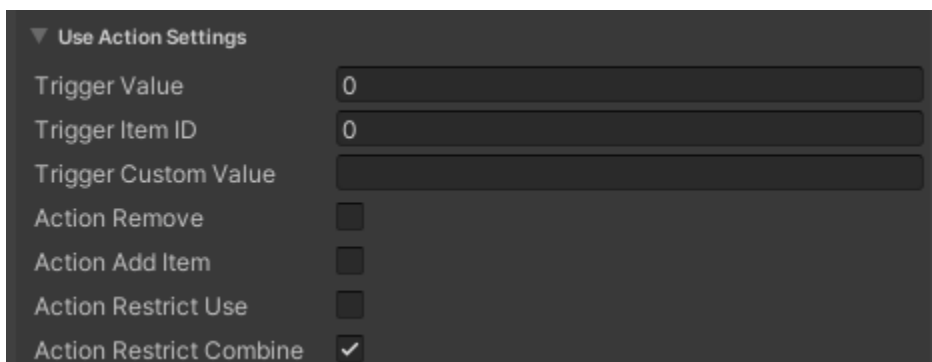 Use Action Settings
Trigger Value 0
Trigger Item ID 0
Trigger Custom Value
Action Remove
Action Add Item
Action Restrict Use
Action Restrict Combine